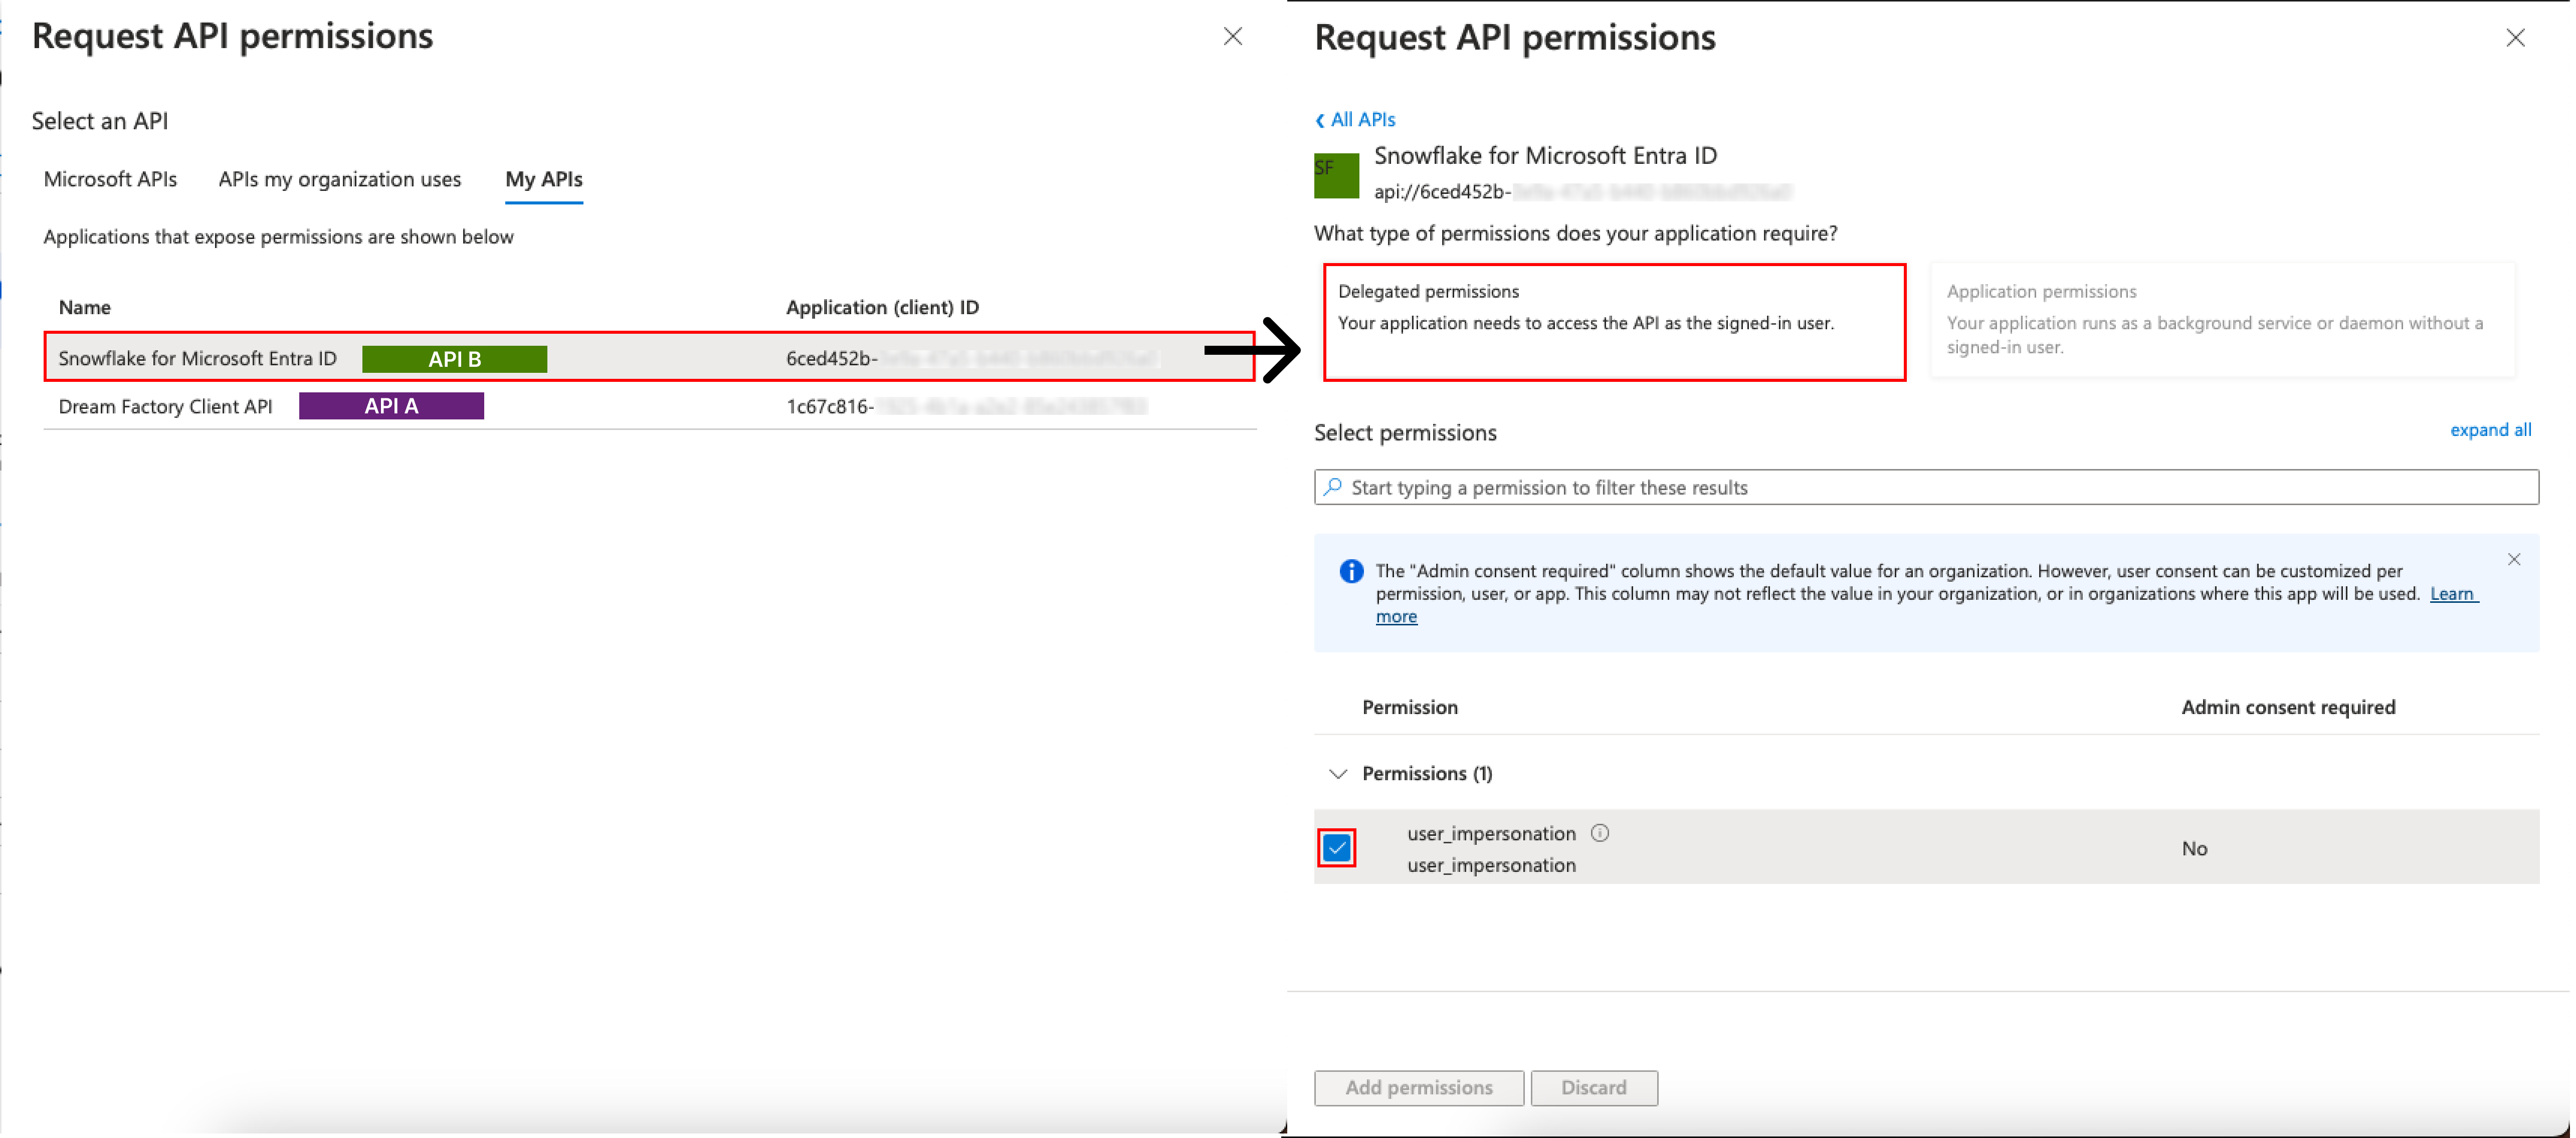 Request API permissions
Select an API
Microsoft APIs APIs my organization uses My APIs
Applications that expose permissions are shown below
Name Application (client) ID
Snowflake for Microsoft Entra ID API B 6ced452b-
Dream Factory Client API API A 1c67c816-
Request API permissions
All APIs
SF
Snowflake for Microsoft Entra ID
api://6ced452b-
What type of permissions does your application require?
Delegated permissions
Your application needs to access the API as the signed-in user.
Application permissions
Your application runs as a background service or daemon without a
signed-in user.
Select permissions expand all
Start typing a permission to filter these results
The "Admin consent required" column shows the default value for an organization. However, user consent can be customized per
permission, user, or app. This column may not reflect the value in your organization, or in organizations where this app will be used. Learn
more
Permission Admin consent required
Permissions (1)
user_impersonation
user_impersonation
No
Add permissions Discard